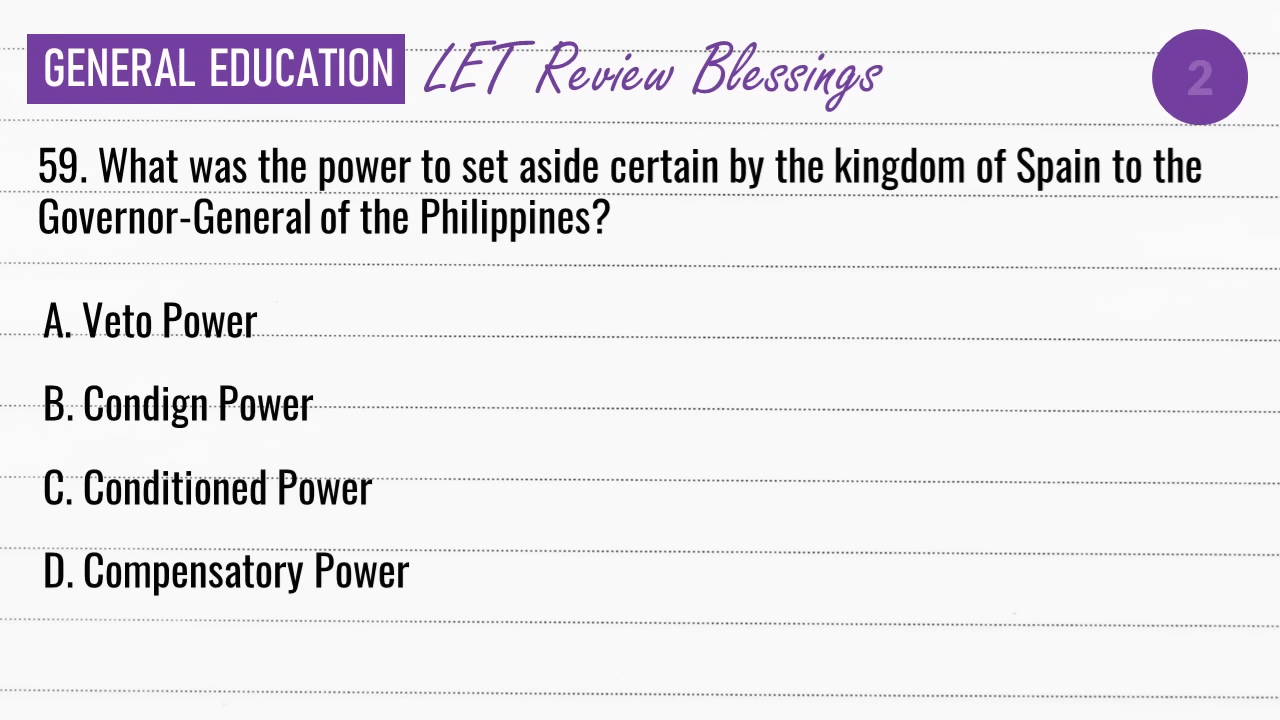 GENERAL EDUCATION LET Review Blessings
2
59. What was the power to set aside certain by the kingdom of Spain to the
Governor-General of the Philippines?
A. Veto Power
B. Condign Power
C. Conditioned Power
D. Compensatory Power